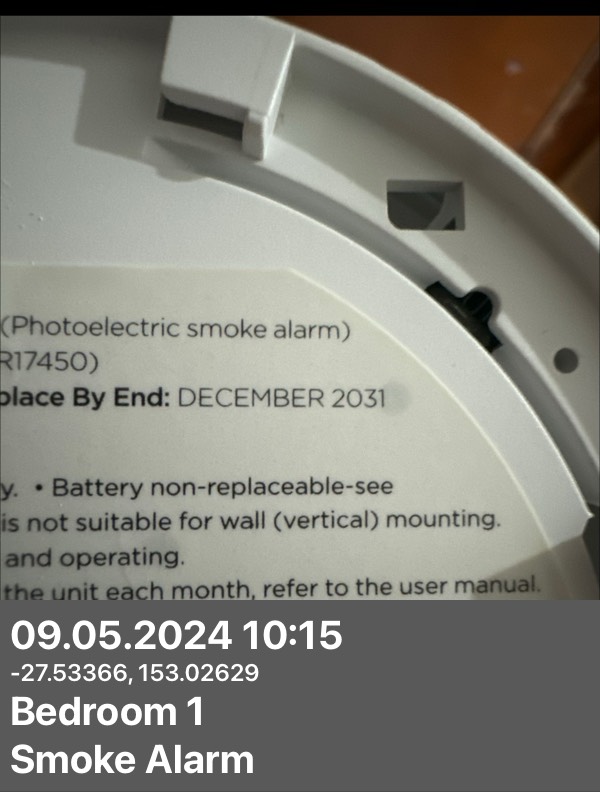 (Photoelectric smoke alarm)
R17450)
place By End: DECEMBER 2031
y. • Battery non-replaceable-see
is not suitable for wall (vertical) mounting.
and operating.
the unit each month, refer to the user manual.
09.05.2024 10:15
-27.53366, 153.02629
Bedroom 1
Smoke Alarm